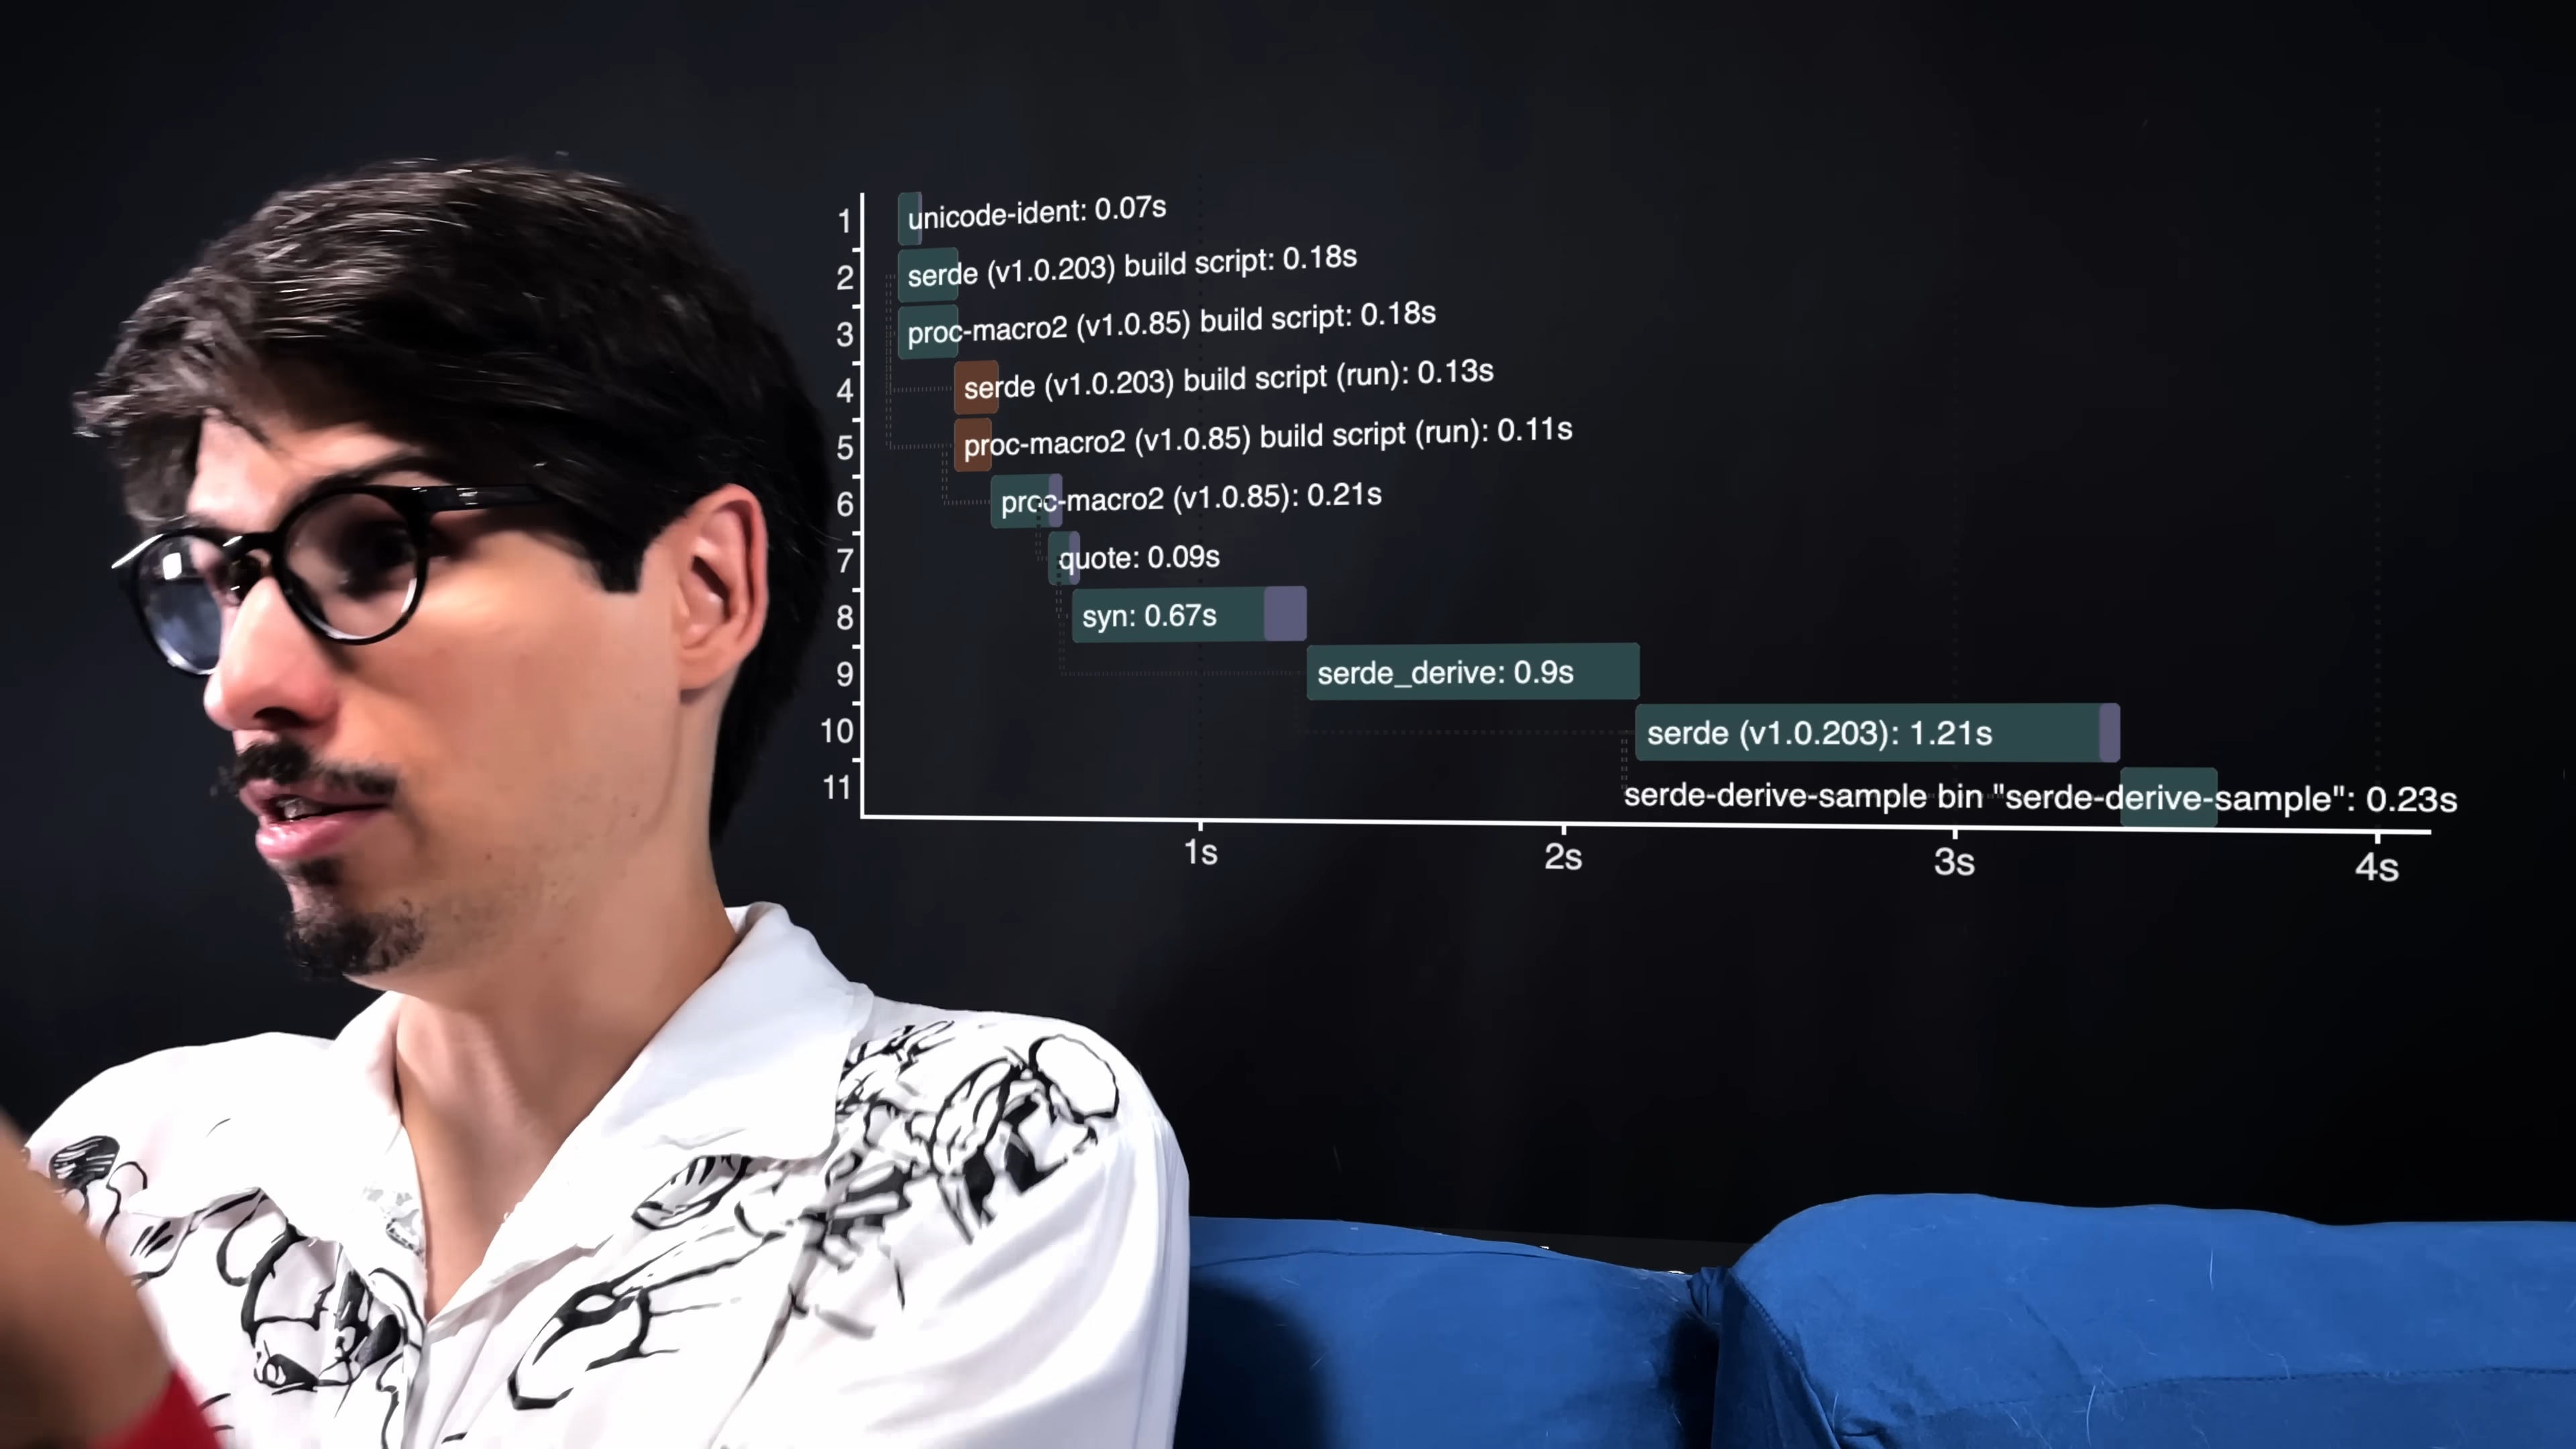 1 unicode-ident: 0.07s
2 serde (v1.0.203) build script: 0.18s
3 proc-macro2 (v1.0.85) build script: 0.18s
4 serde (v1.0.203) build script (run): 0.13s
5 proc-macro2 (v1.0.85) build script (run): 0.11s
6 proc-macro2 (v1.0.85): 0.21s
7 quote: 0.09s
8 syn: 0.67s
9 serde_derive: 0.9s
10 serde (v1.0.203): 1.21s
11 serde-derive-sample bin "serde-derive-sample": 0.23s
1s 2s 3s 4s